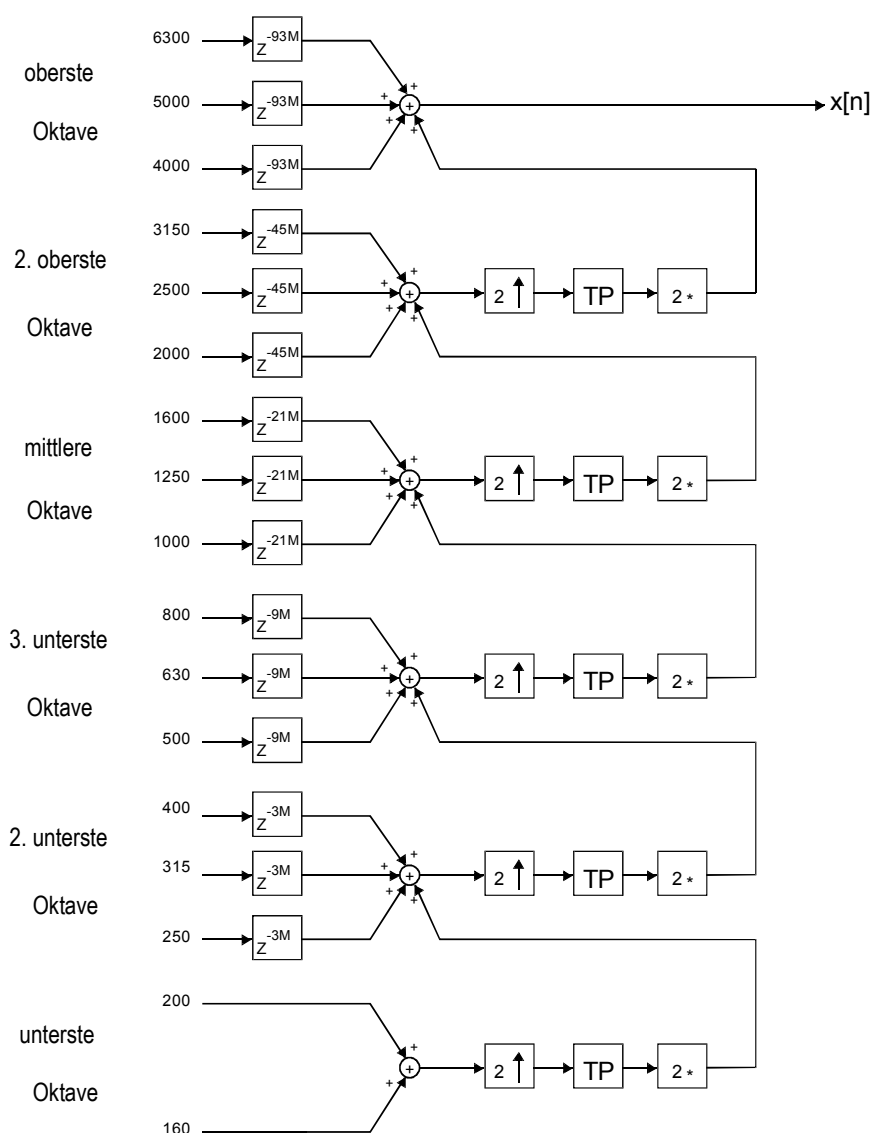 6300 Z -93M
oberste
5000 Z -93M + + + + + x[n]
Oktave
4000 Z -93M
3150 Z -45M
2. oberste
2500 Z -45M + + + + + 2 TP 2 *
Oktave
2000 Z -45M
1600 Z -21M
mittlere
1250 Z -21M + + + + + 2 TP 2 *
Oktave
1000 Z -21M
800 Z -9M
3. unterste
630 Z -9M + + + + + 2 TP 2 *
Oktave
500 Z -9M
400 Z -3M
2. unterste
315 Z -3M + + + + + 2 TP 2 *
Oktave
250 Z -3M
200
unterste
+ + + 2 TP 2 *
Oktave
160